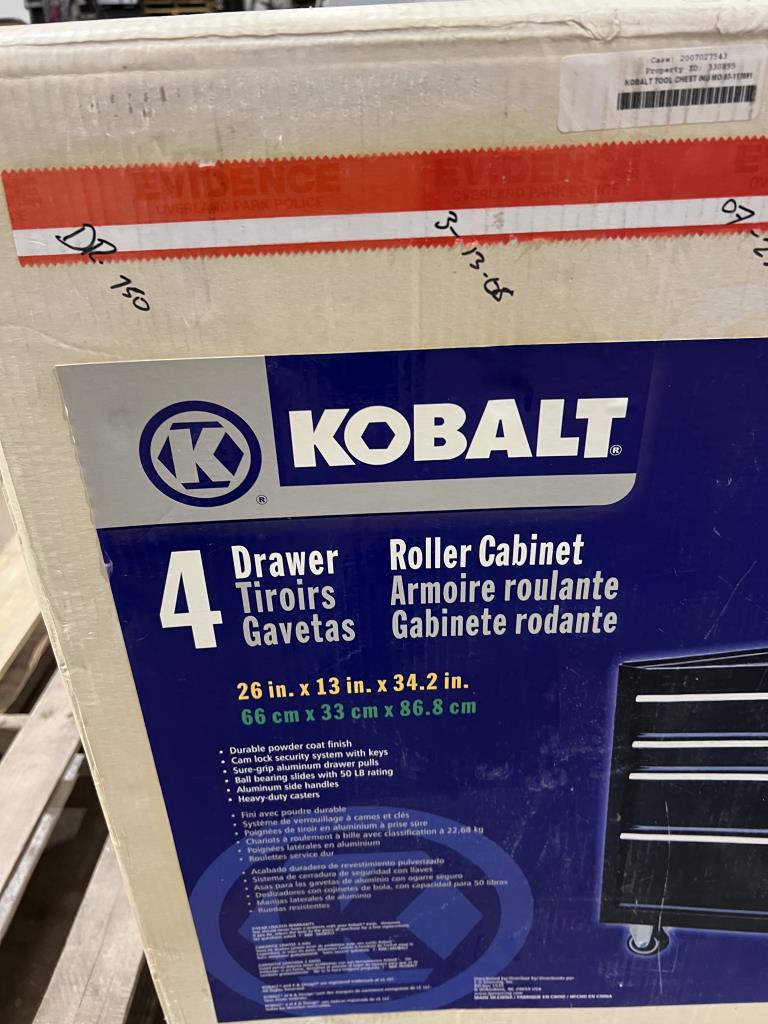 Case: 2007027543
Property ID: 330895
KOBALT TOOL CHEST
EVIDENCE EVIDENCE
OVERLAND PARK POLICE OVERLAND PARK POLICE
DR. 750
3-13-08
07-2
K
®
KOBALT®
4
Drawer Roller Cabinet
Tiroirs Armoire roulante
Gavetas Gabinete rodante
26 in. x 13 in. x 34.2 in.
66 cm x 33 cm x 86.8 cm
• Durable powder coat finish
• Cam lock security system with keys
• Sure-grip aluminum drawer pulls
• Ball bearing slides with 50 LB rating
• Aluminum side handles
• Heavy-duty casters
• Fini avec poudre durable
• Système de verrouillage à cames et clés
• Poignées de tiroir en aluminium à prise sûre
• Chariots à roulement à bille avec classification à 22,68 kg
• Poignées latérales en aluminium
• Roulettes service dur
• Acabado duradero de revestimiento pulverizado
• Sistema de cerradura de seguridad con llaves
• Asas para las gavetas de aluminio con agarre seguro
• Deslizadores con cojinetes de bola, con capacidad para 50 libras
• Manijas laterales de aluminio
• Ruedas resistentes
MADE IN CHINA / FABRIQUÉ EN CHINE / HECHO EN CHINA